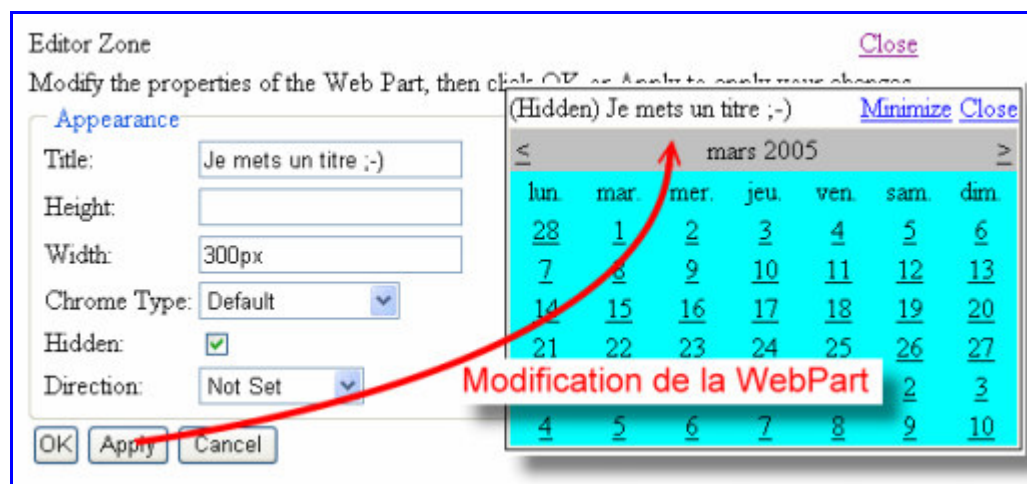 Editor Zone Close
Modify the properties of the Web Part, then click OK or Apply to apply your changes.
Appearance
Title: Je mets un titre ;-)
Height:
Width: 300px
Chrome Type: Default
Hidden:
Direction: Not Set
OK Apply Cancel
(Hidden) Je mets un titre ;-) Minimize Close
< mars 2005 >
lun. mar. mer. jeu. ven. sam. dim.
28 1 2 3 4 5 6
7 8 9 10 11 12 13
14 15 16 17 18 19 20
21 22 23 24 25 26 27
Modification de la WebPart
2 3
4 5 6 7 8 9 10